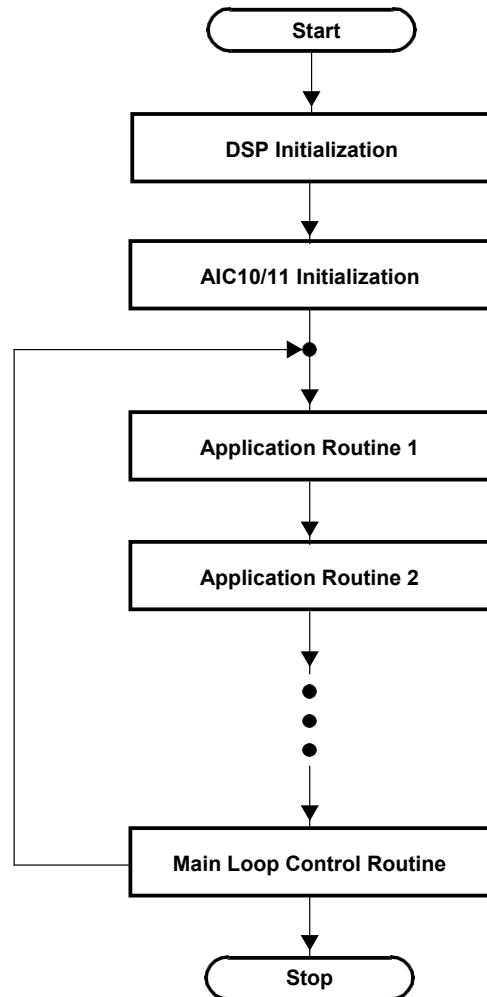 Start
DSP Initialization
AIC10/11 Initialization
Application Routine 1
Application Routine 2
Main Loop Control Routine
Stop